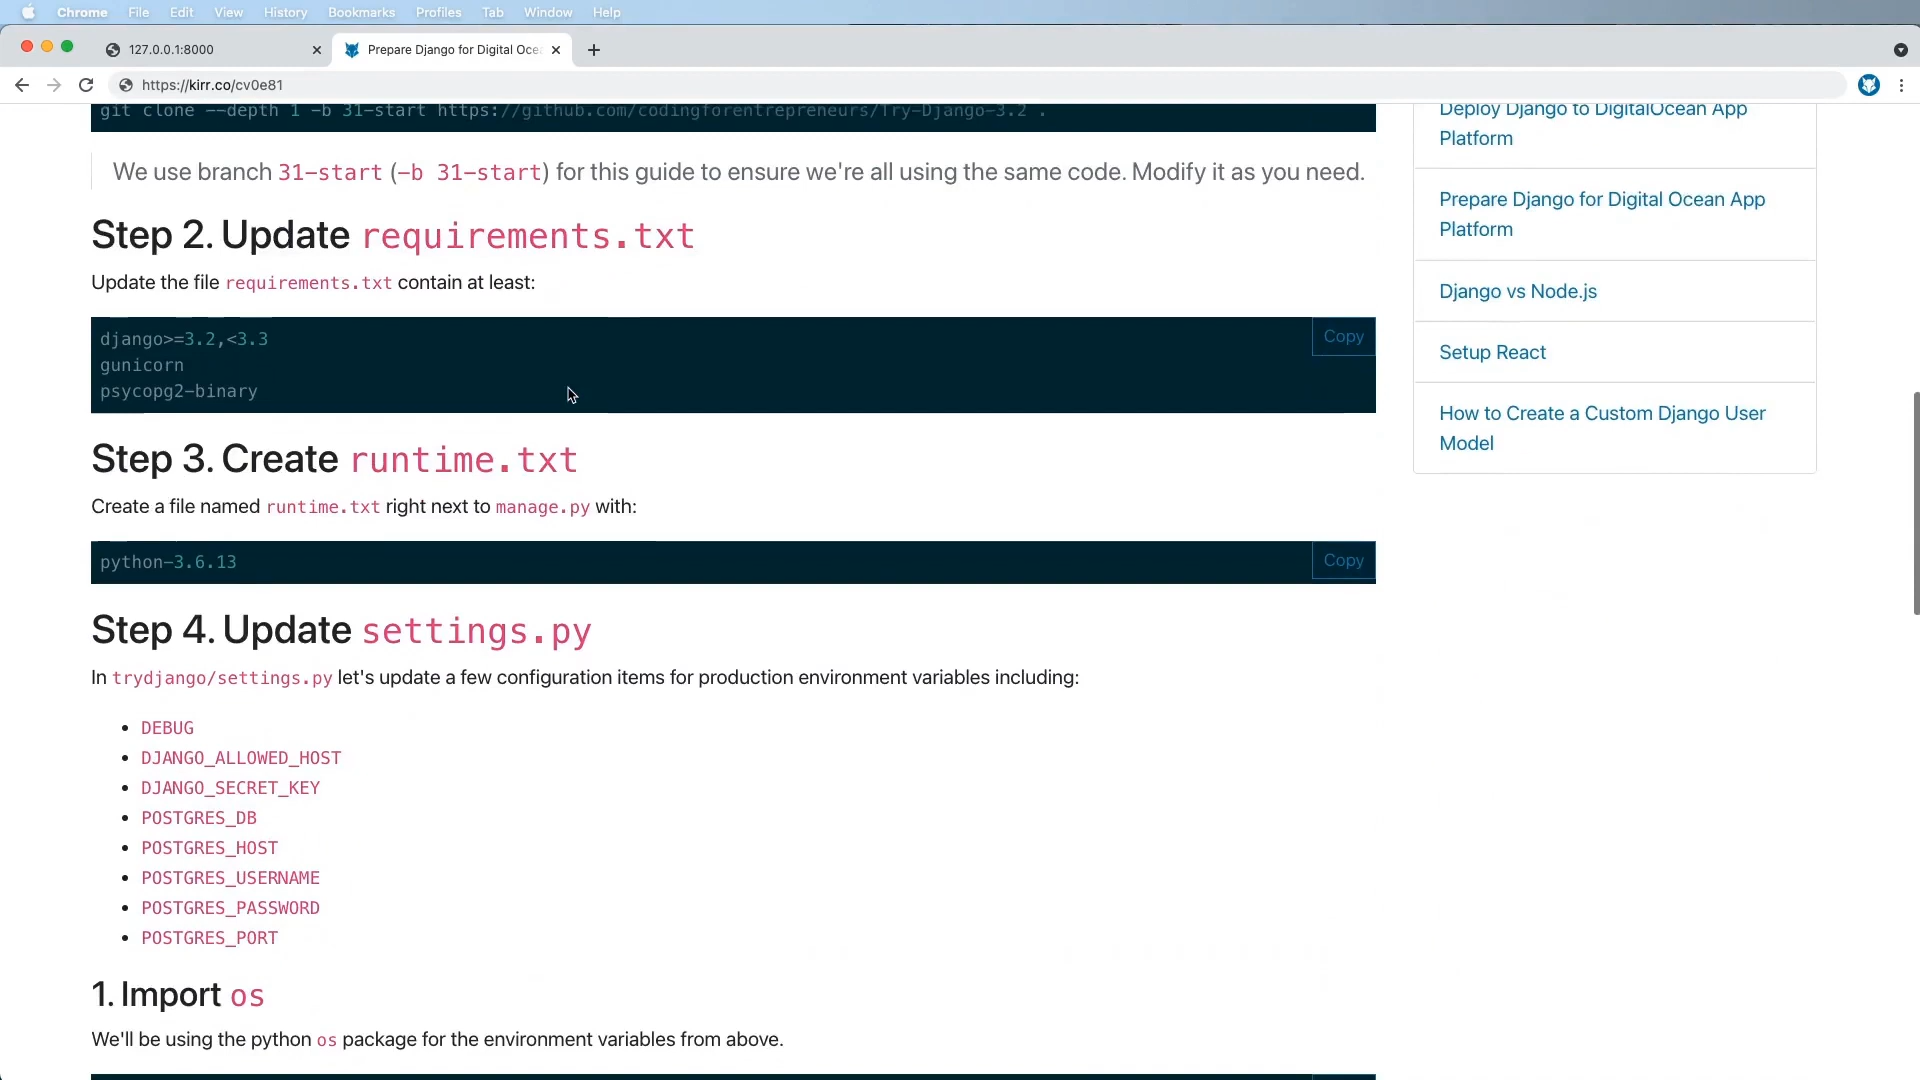 Chrome File Edit View History Bookmarks Profiles Tab Window Help
127.0.0.1:8000
Prepare Django for Digital Oce
https://kirr.co/cv0e81
git clone --depth 1 -b 31-start https://github.com/codingforentrepreneurs/Try-Django-3.2 .
We use branch 31-start (-b 31-start) for this guide to ensure we're all using the same code. Modify it as you need.
Step 2. Update requirements.txt
Update the file requirements.txt contain at least:
django>=3.2,<3.3
gunicorn
psycopg2-binary
Copy
Step 3. Create runtime.txt
Create a file named runtime.txt right next to manage.py with:
python-3.6.13
Copy
Step 4. Update settings.py
In trydjango/settings.py let's update a few configuration items for production environment variables including:
• DEBUG
• DJANGO_ALLOWED_HOST
• DJANGO_SECRET_KEY
• POSTGRES_DB
• POSTGRES_HOST
• POSTGRES_USERNAME
• POSTGRES_PASSWORD
• POSTGRES_PORT
1. Import os
We'll be using the python os package for the environment variables from above.
Deploy Django to DigitalOcean App
Platform
Prepare Django for Digital Ocean App
Platform
Django vs Node.js
Setup React
How to Create a Custom Django User
Model